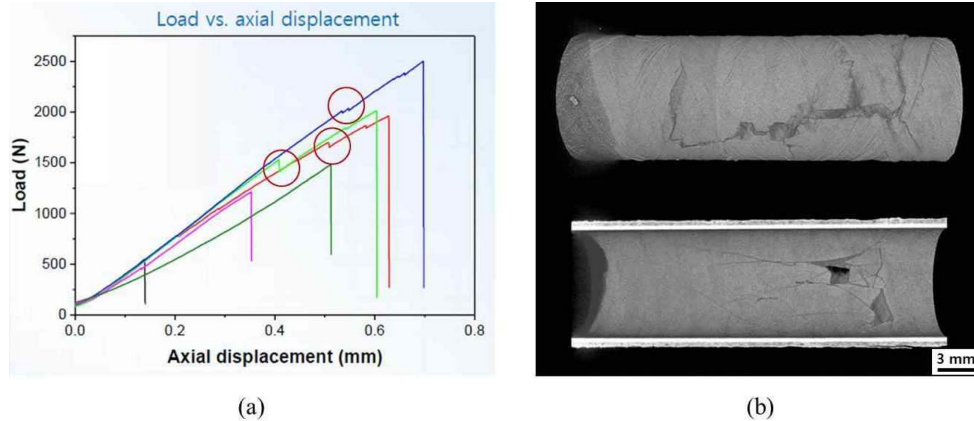 Load vs. axial displacement
Load (N)
2500
2000
1500
1000
500
0
0.0 0.2 0.4 0.6 0.8
Axial displacement (mm)
3 mm
(a) (b)